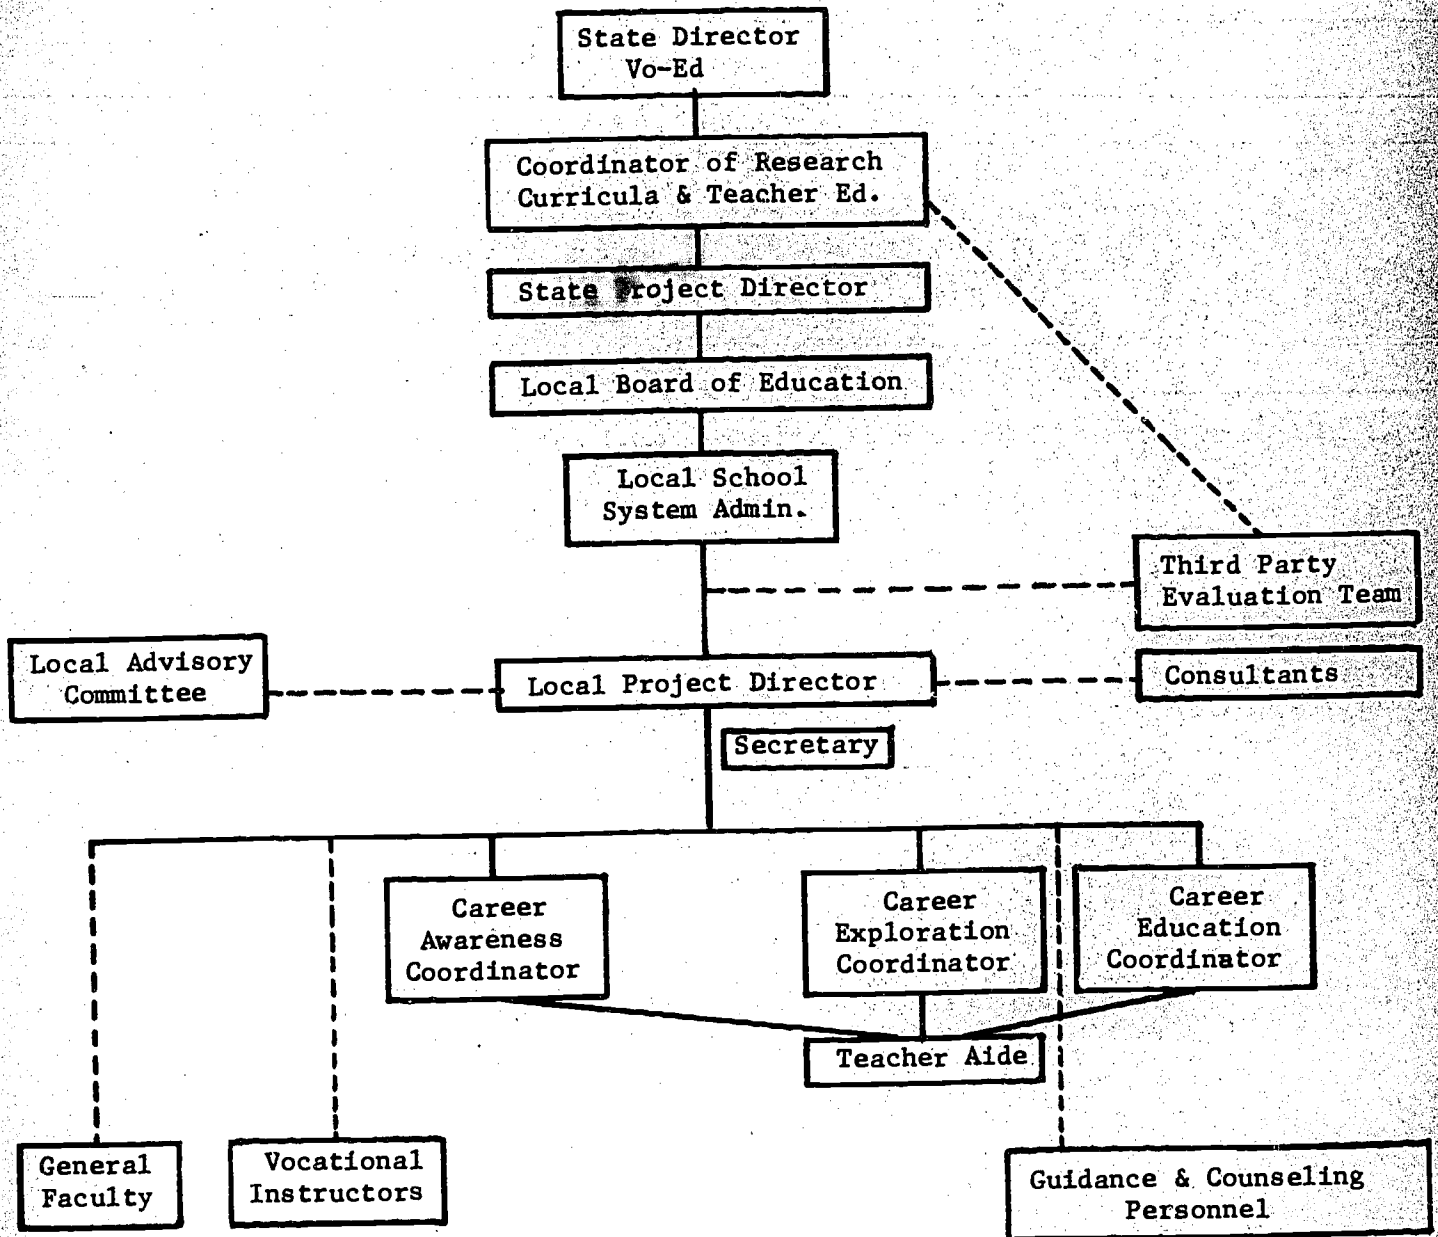 State Director
Vo-Ed
Coordinator of Research
Curricula & Teacher Ed.
State Project Director
Local Board of Education
Local School
System Admin.
Third Party
Evaluation Team
Local Advisory
Committee
Local Project Director
Consultants
Secretary
Career
Awareness
Coordinator
Career
Exploration
Coordinator
Career
Education
Coordinator
Teacher Aide
General
Faculty
Vocational
Instructors
Guidance & Counseling
Personnel